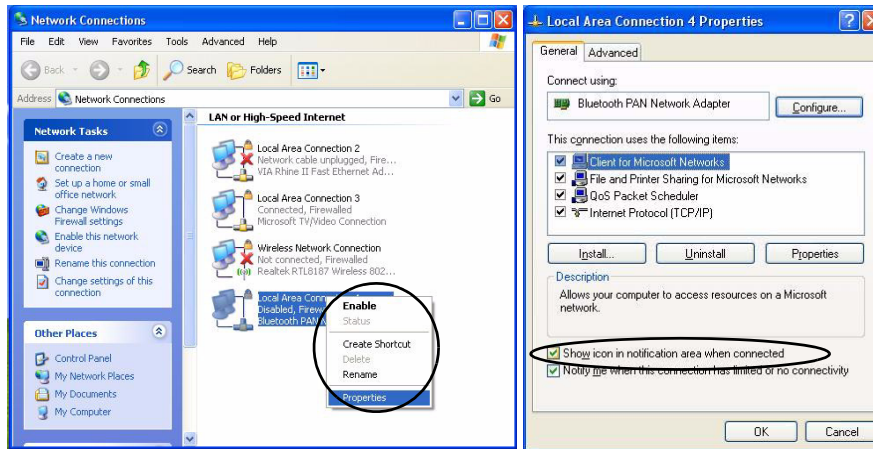 Network Connections
File Edit View Favorites Tools Advanced Help
Back Search Folders
Address Network Connections Go
Network Tasks
Create a new
connection
Set up a home or small
office network
Change Windows
Firewall settings
Enable this network
device
Rename this connection
Change settings of this
connection
Other Places
Control Panel
My Network Places
My Documents
My Computer
LAN or High-Speed Internet
Local Area Connection 2
Network cable unplugged, Fire...
VIA Rhine II Fast Ethernet Ad...
Local Area Connection 3
Connected, Firewalled
Microsoft TV/Video Connection
Wireless Network Connection
Not connected, Firewalled
Realtek RTL8187 Wireless 802...
Local Area
Disabled,
Bluetooth
Enable
Status
Create Shortcut
Delete
Rename
Properties
Local Area Connection 4 Properties
General Advanced
Connect using:
Bluetooth PAN Network Adapter Configure...
This connection uses the following items:
Client for Microsoft Networks
File and Printer Sharing for Microsoft Networks
QoS Packet Scheduler
Internet Protocol (TCP/IP)
Install... Uninstall Properties
Description
Allows your computer to access resources on a Microsoft
network.
Show icon in notification area when connected
Notify me when this connection has limited or no connectivity
OK Cancel